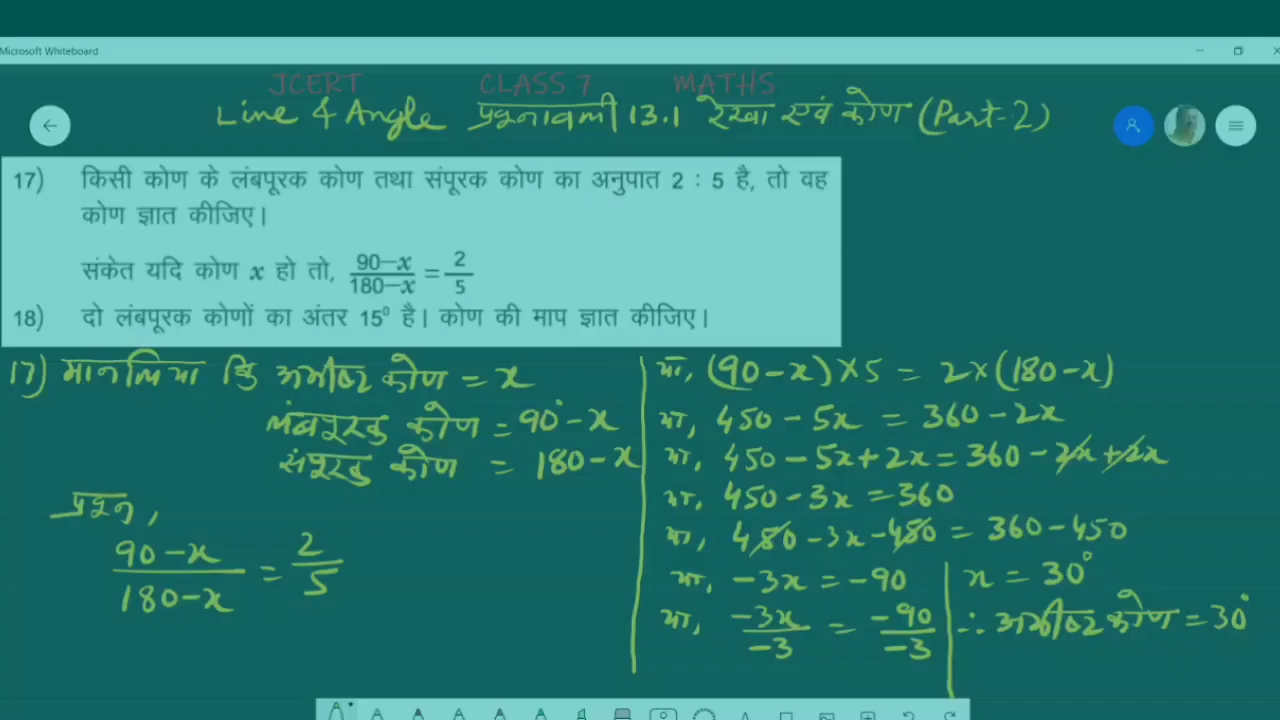 Microsoft Whiteboard
JCERT CLASS 7 MATHS
Line & Angle प्रश्नावली 13.1 रेखा एवं कोण (Part-2)
17) किसी कोण के लंबपूरक कोण तथा संपूरक कोण का अनुपात 2 : 5 है, तो वह
कोण ज्ञात कीजिए।
संकेत यदि कोण x हो तो, 90-x/180-x = 2/5
18) दो लंबपूरक कोणों का अंतर 15⁰ है। कोण की माप ज्ञात कीजिए।
17) मानलिया कि अभीष्ट कोण = x
लंबपूरक कोण = 90° - x
संपूरक कोण = 180 - x
प्रश्न,
90 - x/180 - x = 2/5
या, (90 - x) × 5 = 2 × (180 - x)
या, 450 - 5x = 360 - 2x
या, 450 - 5x + 2x = 360 - 2x + 2x
या, 450 - 3x = 360
या, 450 - 3x - 450 = 360 - 450
या, -3x = -90
या, -3x/-3 = -90/-3
x = 30°
∴ अभीष्ट कोण = 30°